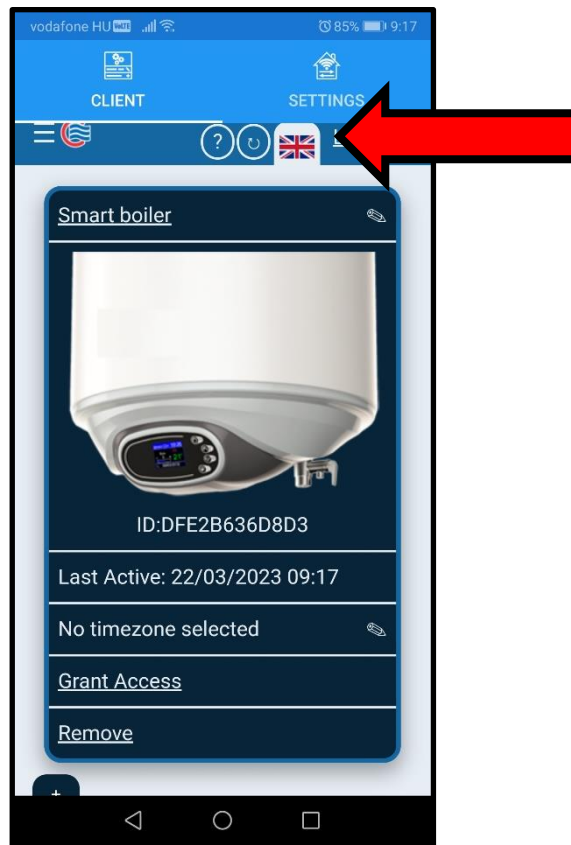 vodafone HU 85% 9:17
CLIENT SETTINGS
?
Smart boiler
ID:DFE2B636D8D3
Last Active: 22/03/2023 09:17
No timezone selected
Grant Access
Remove
+